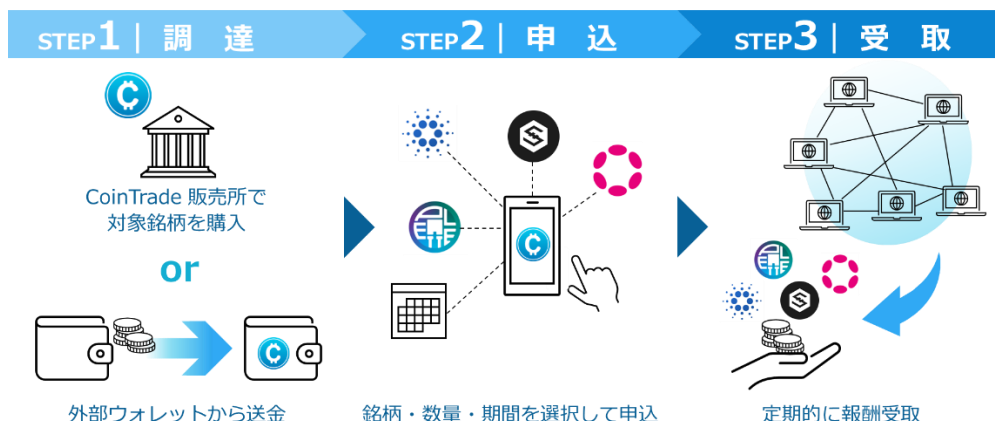 STEP1｜調 達
STEP2｜申 込
STEP3｜受 取
CoinTrade 販売所で
対象銘柄を購入
or
外部ウォレットから送金
銘柄・数量・期間を選択して申込
定期的に報酬受取